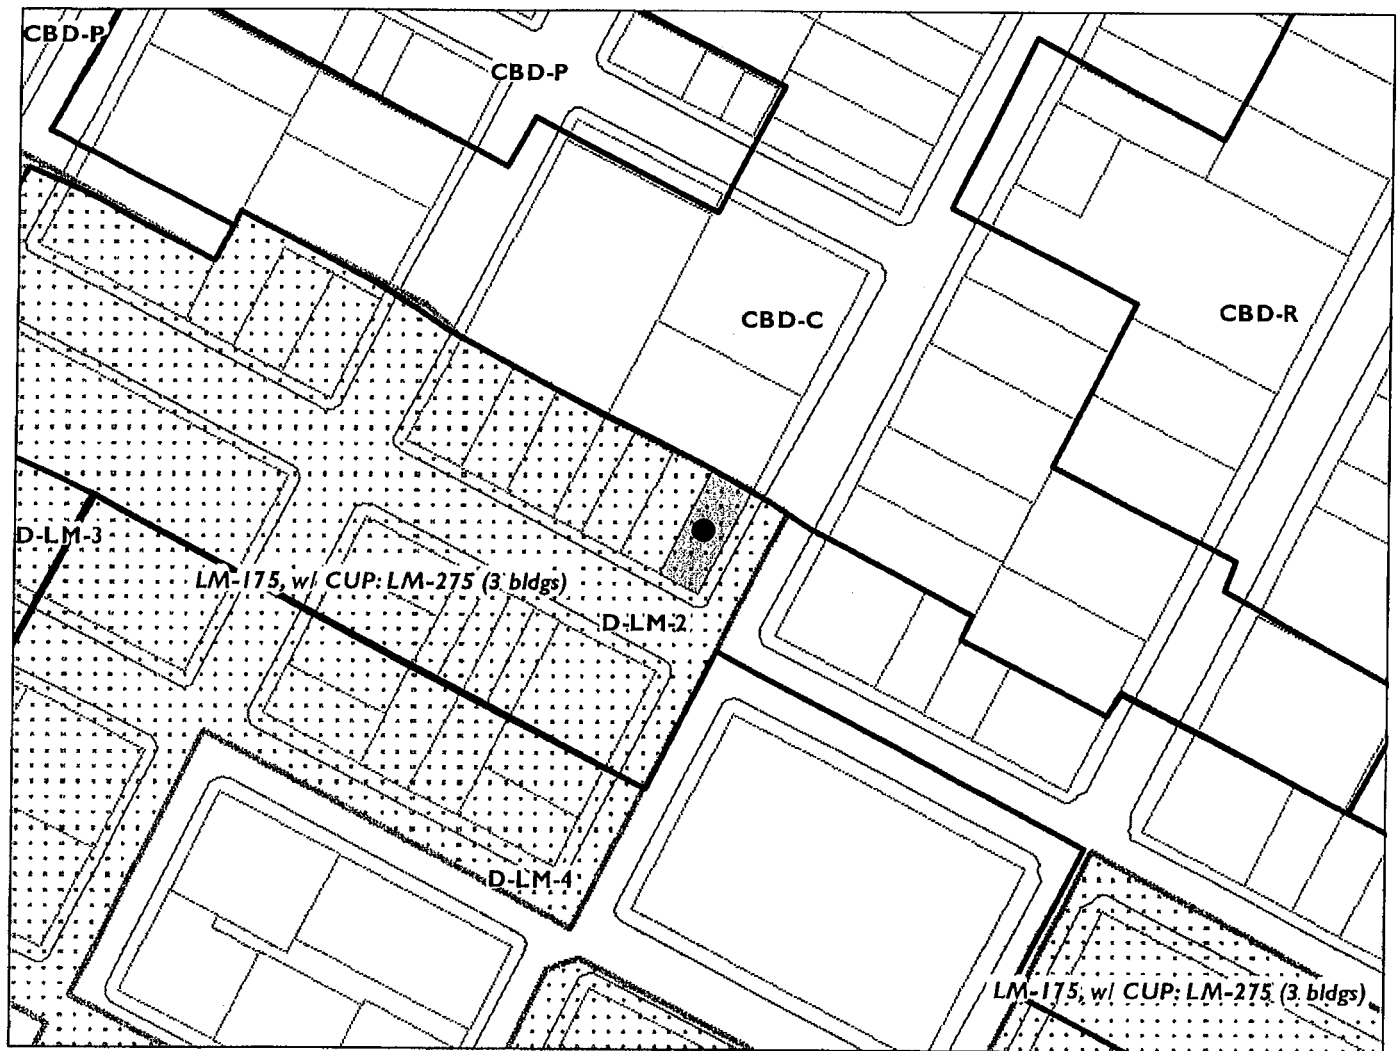 CBD-P
CBD-P
CBD-C
CBD-R
D-LM-3
LM-175, w/ CUP: LM-275 (3 bldgs)
D-LM-2
D-LM-4
LM-175, w/ CUP: LM-275 (3 bldgs)